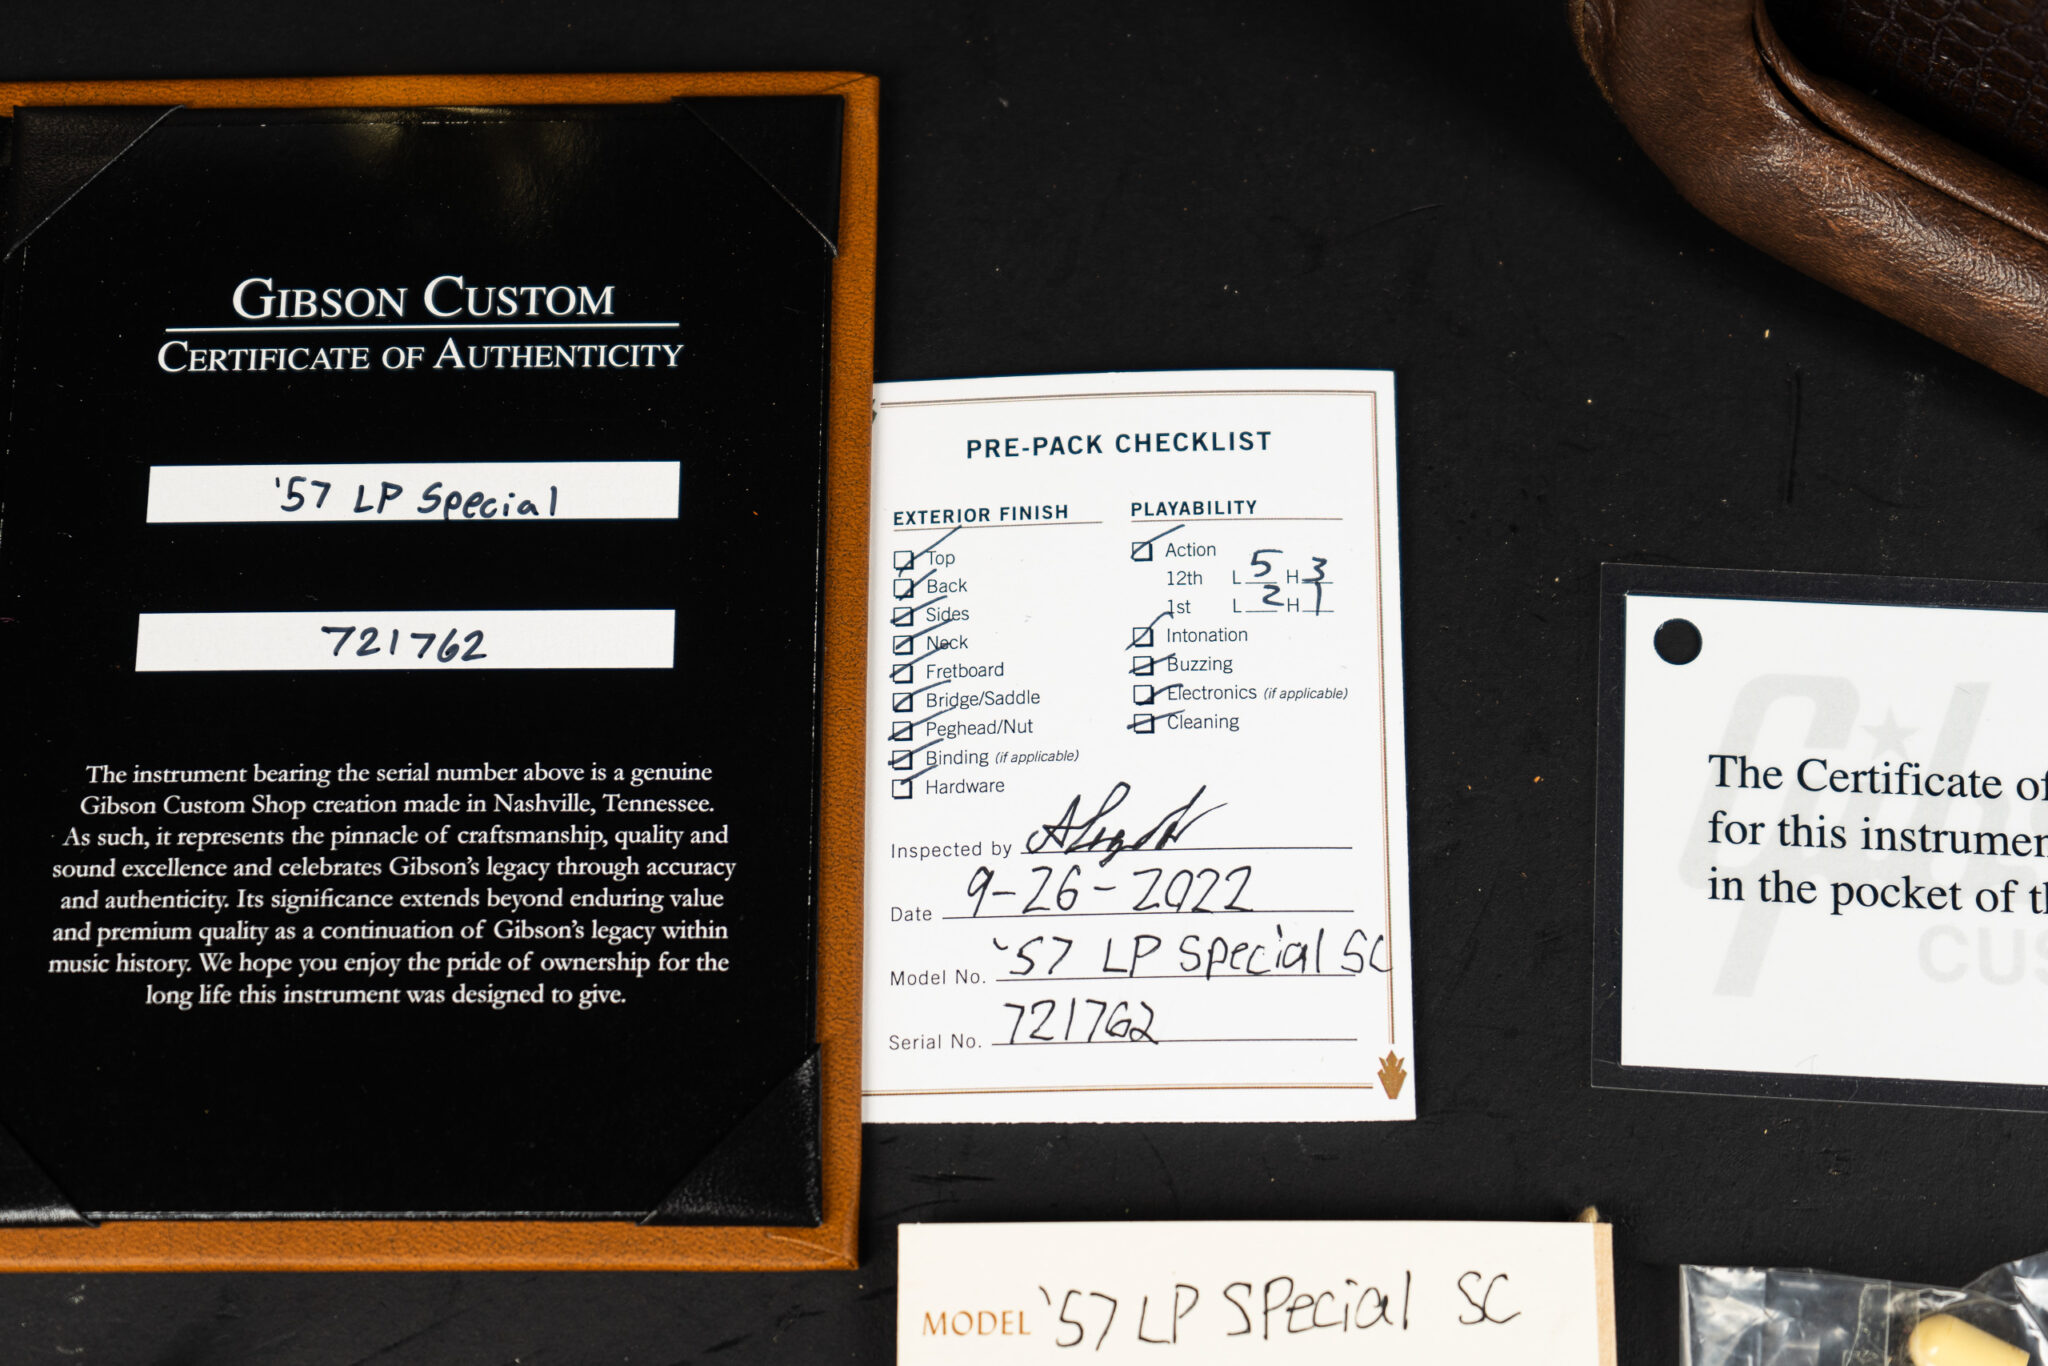 GIBSON CUSTOM
CERTIFICATE OF AUTHENTICITY
'57 LP Special
721762
The instrument bearing the serial number above is a genuine
Gibson Custom Shop creation made in Nashville, Tennessee.
As such, it represents the pinnacle of craftsmanship, quality and
sound excellence and celebrates Gibson's legacy through accuracy
and authenticity. Its significance extends beyond enduring value
and premium quality as a continuation of Gibson's legacy within
music history. We hope you enjoy the pride of ownership for the
long life this instrument was designed to give.
PRE-PACK CHECKLIST
EXTERIOR FINISH
Top
Back
Sides
Neck
Fretboard
Bridge/Saddle
Peghead/Nut
Binding (if applicable)
Hardware
PLAYABILITY
Action
12th L 5 H 3
1st L 2 H 1
Intonation
Buzzing
Electronics (if applicable)
Cleaning
Inspected by
Date 9-26-2022
Model No. '57 LP Special SC
Serial No. 721762
The Certificate of
for this instrumen
in the pocket of th
CUS
MODEL '57 LP Special SC